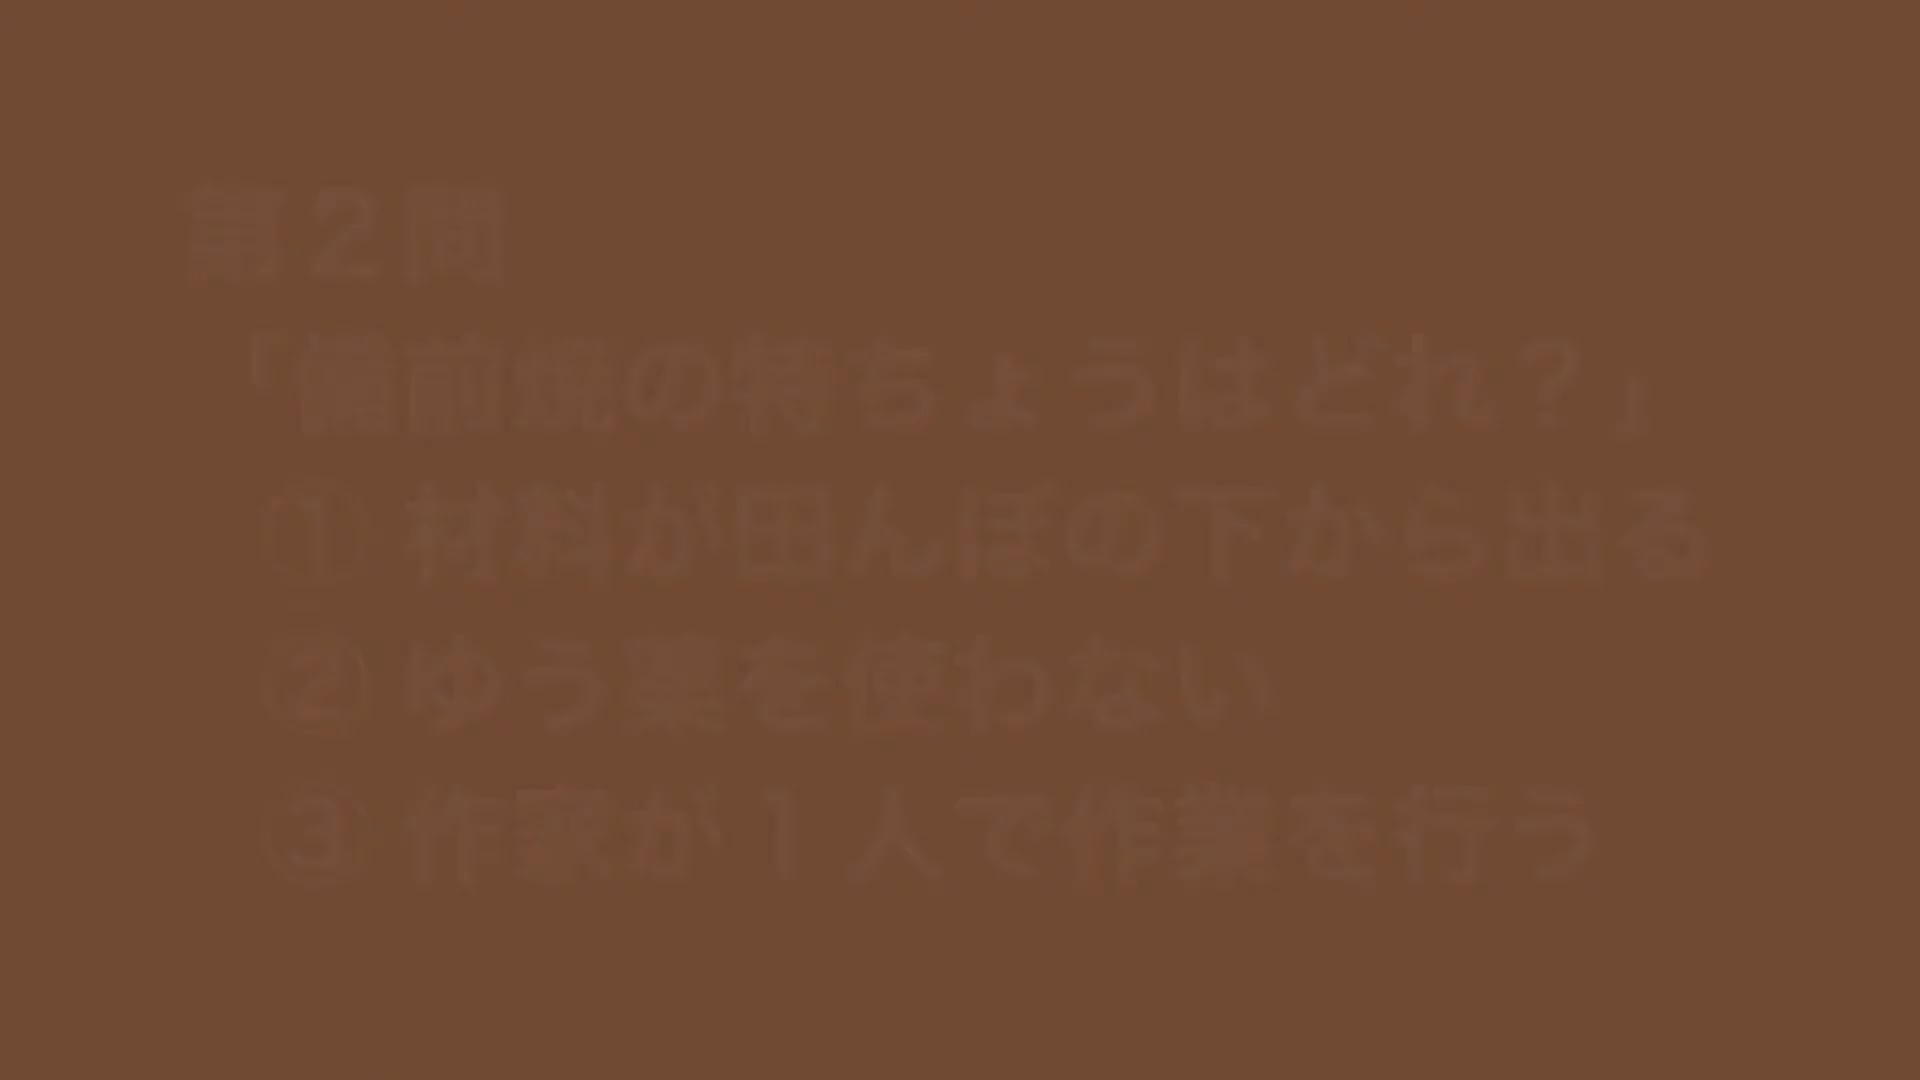 第２問
「備前焼の特ちょうはどれ？」
① 材料が田んぼの下から出る
② ゆう薬を使わない
③ 作家が１人で作業を行う